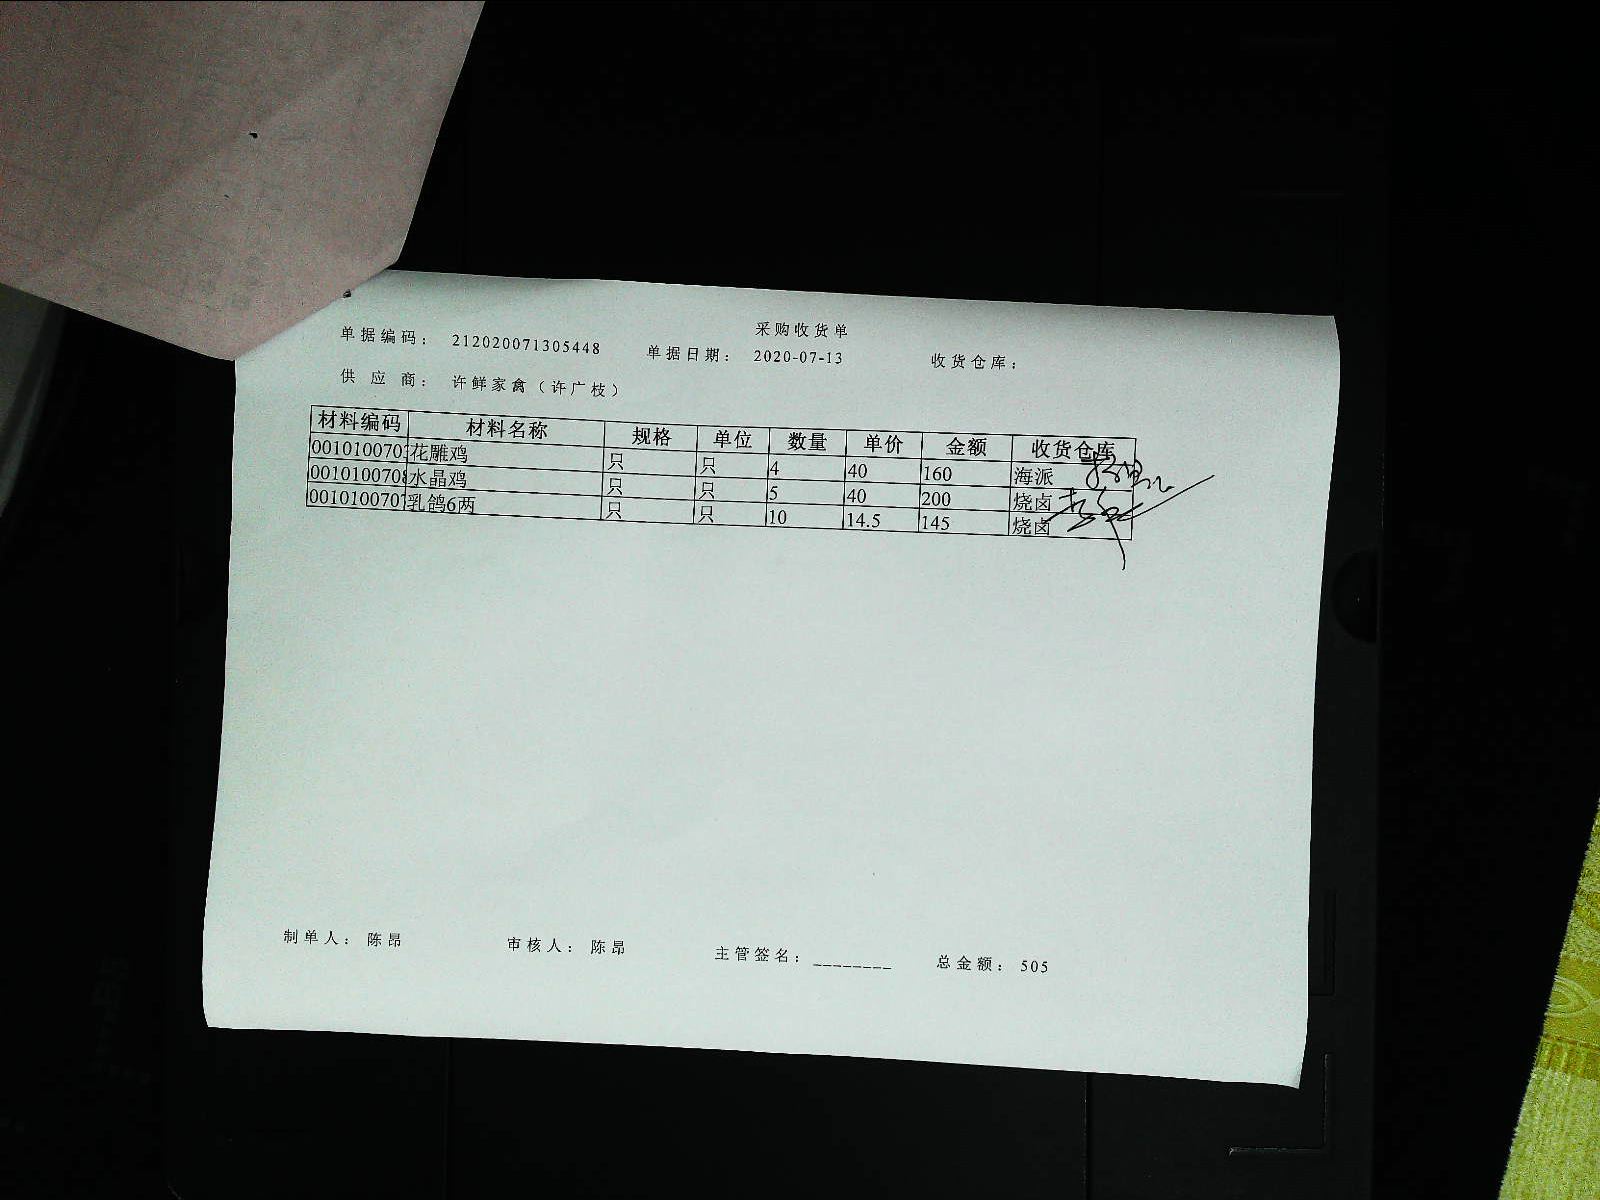 采购收货单
单据编码： 212020071305448 单据日期： 2020-07-13 收货仓库：
供 应 商： 许鲜家禽（许广枝）
材料编码 材料名称 规格 单位 数量 单价 金额 收货仓库
0010100703 花雕鸡 只 只 4 40 160 海派
0010100708 水晶鸡 只 只 5 40 200 烧卤
0010100707 乳鸽6两 只 只 10 14.5 145 烧卤
制单人： 陈昂 审核人： 陈昂 主管签名：________ 总金额： 505